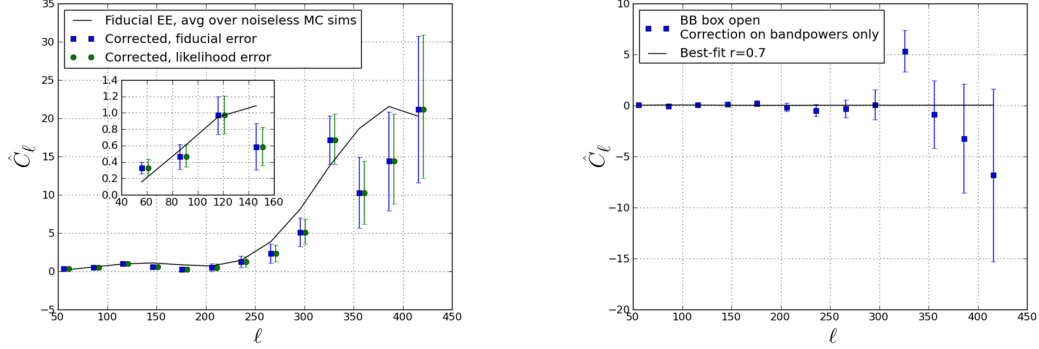 Fiducial EE, avg over noiseless MC sims
Corrected, fiducial error
Corrected, likelihood error
25
20
15
10
5
0
−5
50 100 150 200 250 300 350 400 450
ℓ
Ĉℓ
30
1.4
1.2
1.0
0.8
0.6
0.4
0.2
0.0
40 60 80 100 120 140 160
35
BB box open
Correction on bandpowers only
Best-fit r=0.7
10
5
0
−5
−10
−15
−20
50 100 150 200 250 300 350 400 450
ℓ
Ĉℓ